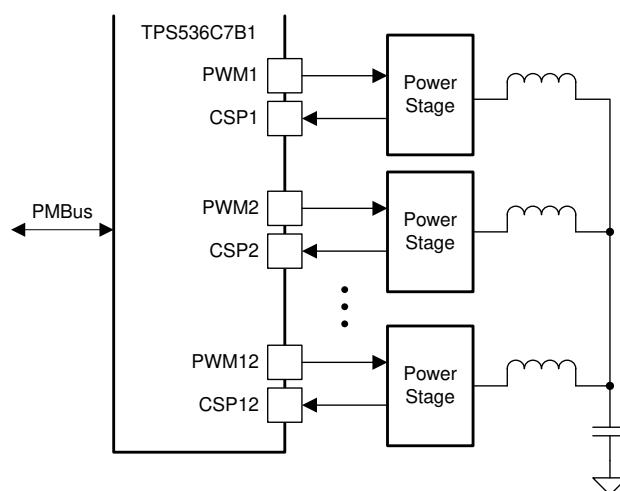 TPS536C7B1
PWM1
CSP1
Power
Stage
PMBus
PWM2
CSP2
Power
Stage
PWM12
CSP12
Power
Stage